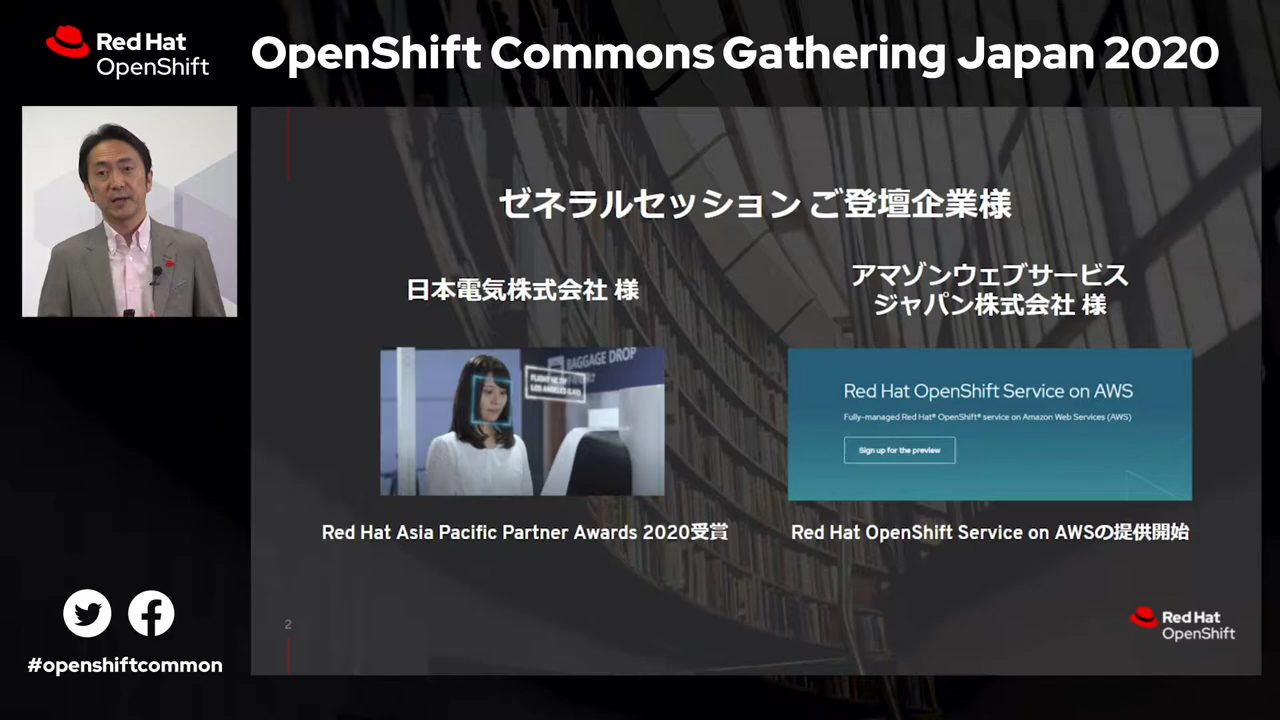 Red Hat
OpenShift
OpenShift Commons Gathering Japan 2020
ゼネラルセッション ご登壇企業様
日本電気株式会社 様
アマゾンウェブサービス
ジャパン株式会社 様
BAGGAGE DROP
Red Hat OpenShift Service on AWS
Fully-managed Red Hat® OpenShift® service on Amazon Web Services (AWS)
Sign up for the preview
Red Hat Asia Pacific Partner Awards 2020受賞
Red Hat OpenShift Service on AWSの提供開始
2
Red Hat
OpenShift
#openshiftcommon